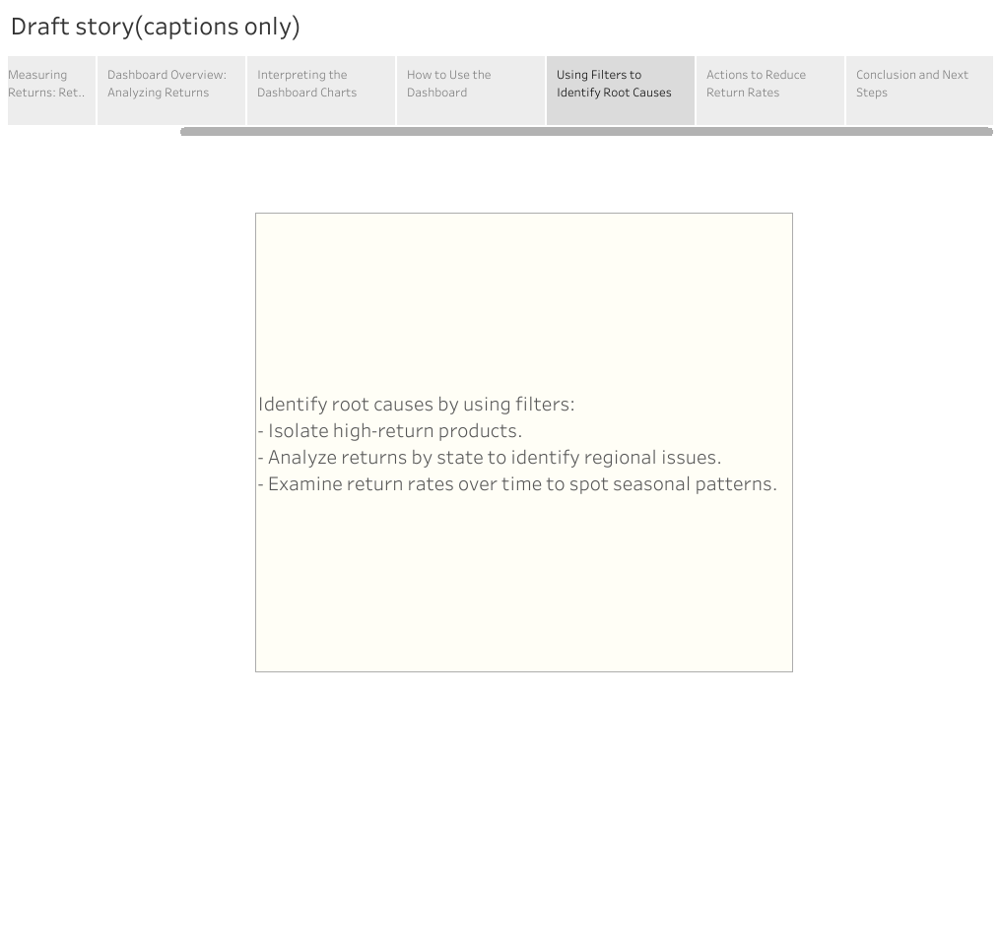 Draft story(captions only)
Measuring
Returns: Ret..
Dashboard Overview:
Analyzing Returns
Interpreting the
Dashboard Charts
How to Use the
Dashboard
Using Filters to
Identify Root Causes
Actions to Reduce
Return Rates
Conclusion and Next
Steps
Identify root causes by using filters:
- Isolate high-return products.
- Analyze returns by state to identify regional issues.
- Examine return rates over time to spot seasonal patterns.